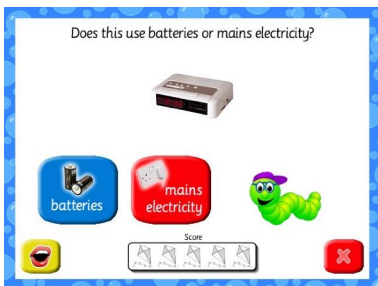 Does this use batteries or mains electricity?
batteries
mains
electricity
Score